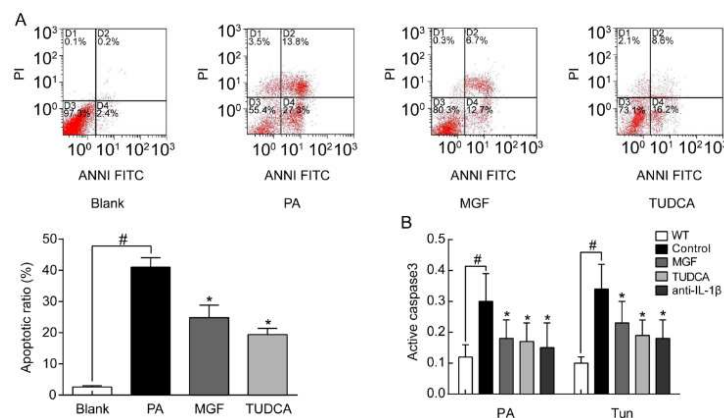 A
D1 0.1% D2 0.2%
D3 97.3% D4 2.4%
PI
10³
10²
10¹
10⁰
10⁰ 10¹ 10² 10³
ANNI FITC
Blank
D1 3.5% D2 13.8%
D3 55.4% D4 27.3%
PI
10³
10²
10¹
10⁰
10⁰ 10¹ 10² 10³
ANNI FITC
PA
D1 0.3% D2 6.7%
D3 80.3% D4 12.7%
PI
10³
10²
10¹
10⁰
10⁰ 10¹ 10² 10³
ANNI FITC
MGF
D1 2.1% D2 8.6%
D3 73.1% D4 16.2%
PI
10³
10²
10¹
10⁰
10⁰ 10¹ 10² 10³
ANNI FITC
TUDCA
Apoptotic ratio (%)
50
40
30
20
10
0
#
*
*
Blank PA MGF TUDCA
B
WT
Control
MGF
TUDCA
anti-IL-1β
Active caspase3
0.5
0.4
0.3
0.2
0.1
0.0
#
* * *
#
* * *
PA Tun